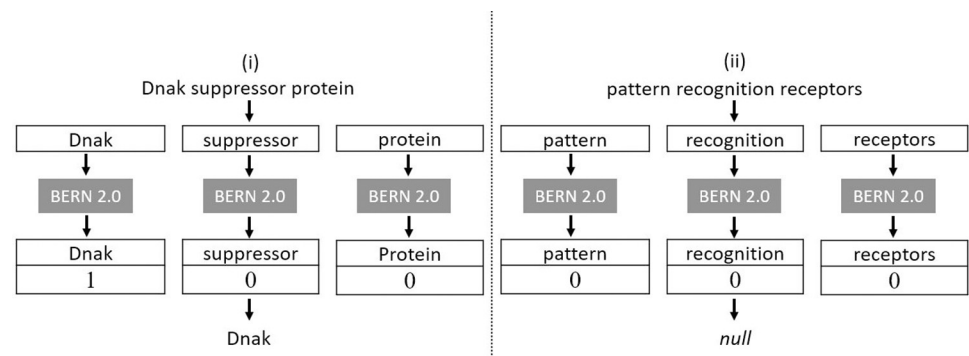 (i)
Dnak suppressor protein
Dnak suppressor protein
BERN 2.0 BERN 2.0 BERN 2.0
Dnak suppressor Protein
1 0 0
Dnak
(ii)
pattern recognition receptors
pattern recognition receptors
BERN 2.0 BERN 2.0 BERN 2.0
pattern recognition receptors
0 0 0
null